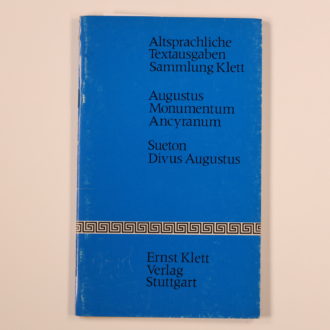 Altsprachliche
Textausgaben
Sammlung Klett
Augustus
Monumentum
Ancyranum
Sueton
Divus Augustus
Ernst Klett
Verlag
Stuttgart